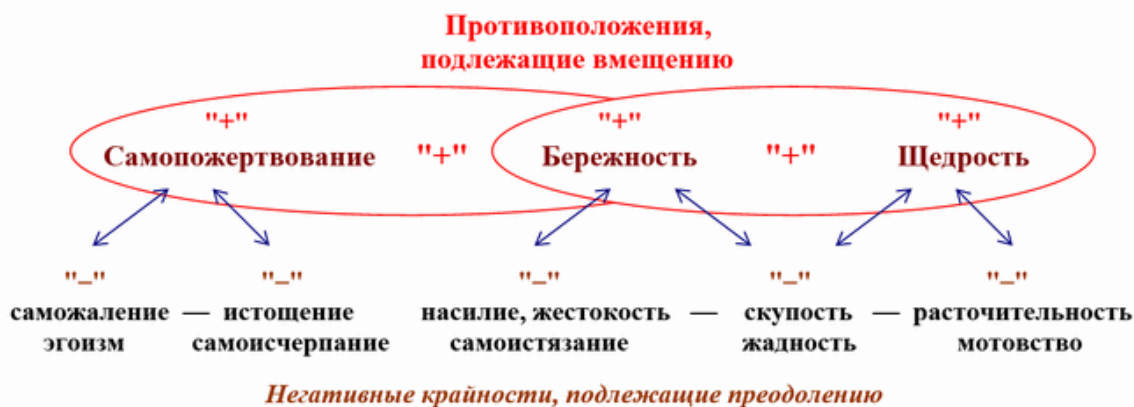 Противоположения,
подлежащие вмещению
"+" "+" "+"
Самопожертвование "+" Бережность "+" Щедрость
"–" "–" "–" "–" "–"
саможаление — истощение насилие, жестокость — скупость — расточительность
эгоизм самоисчерпание самоистязание жадность мотовство
Негативные крайности, подлежащие преодолению